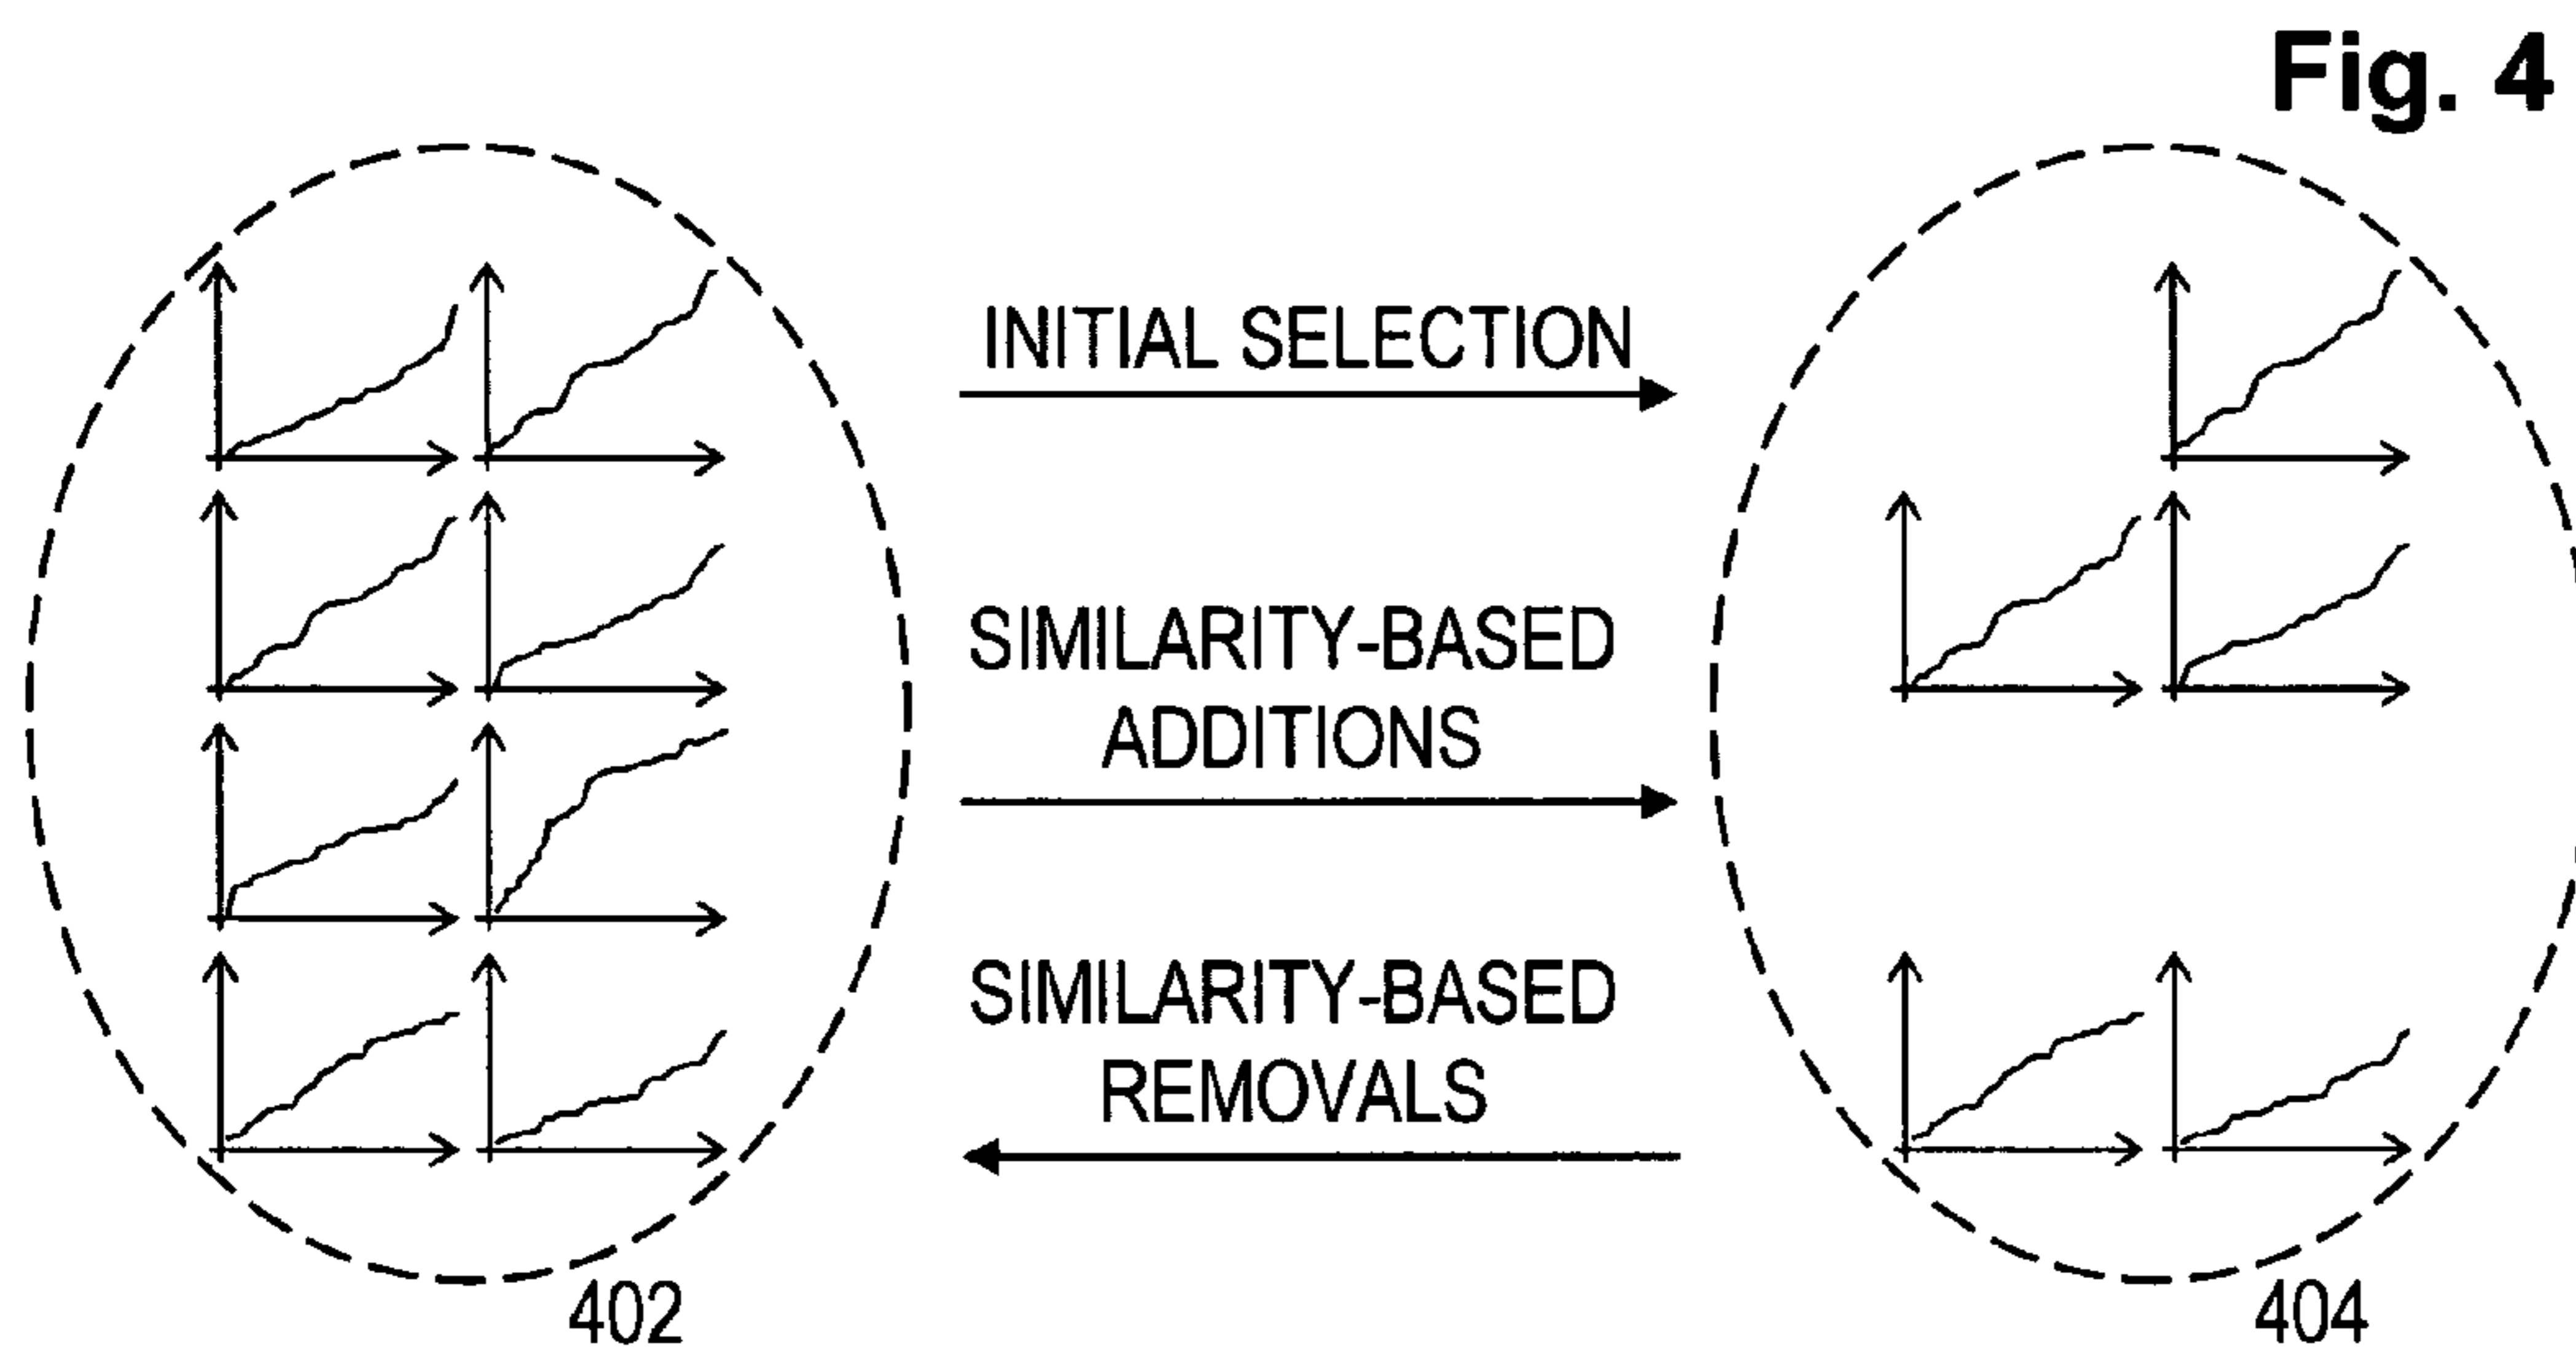 Fig. 4
INITIAL SELECTION
SIMILARITY-BASED
ADDITIONS
SIMILARITY-BASED
REMOVALS
402
404